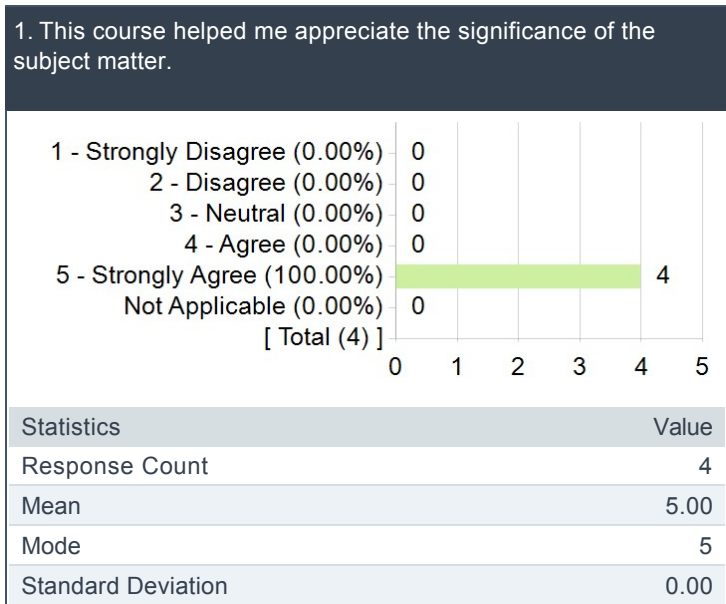 1. This course helped me appreciate the significance of the
subject matter.
1 - Strongly Disagree (0.00%) 0
2 - Disagree (0.00%) 0
3 - Neutral (0.00%) 0
4 - Agree (0.00%) 0
5 - Strongly Agree (100.00%) 4
Not Applicable (0.00%) 0
[ Total (4) ]
0 1 2 3 4 5
Statistics Value
Response Count 4
Mean 5.00
Mode 5
Standard Deviation 0.00